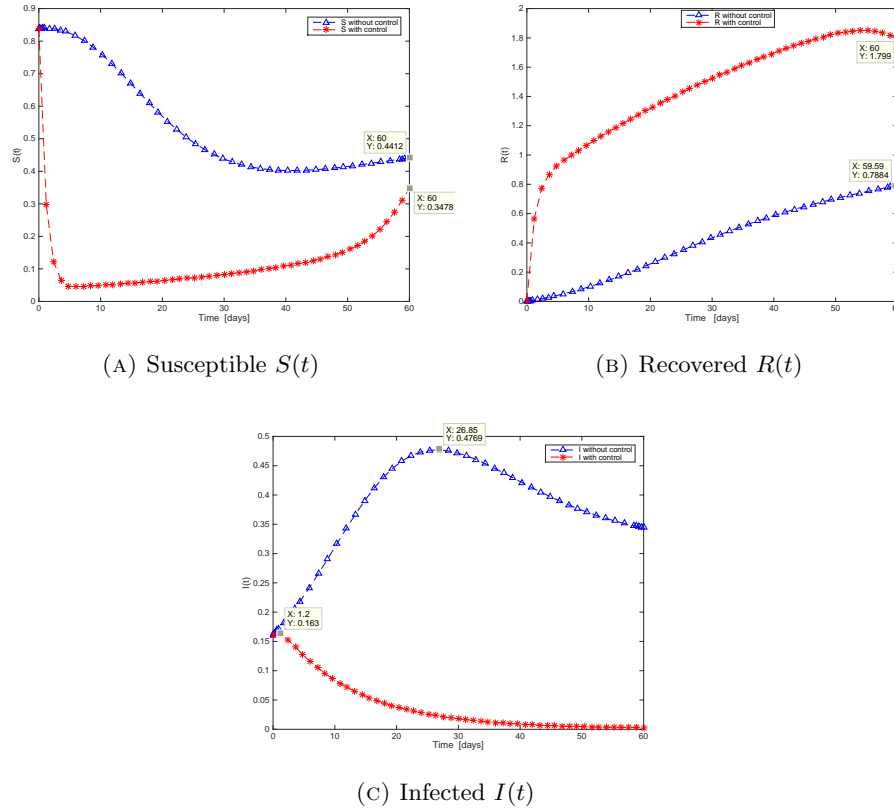 S without control
S with control
0.9
0.8
0.7
0.6
0.5
0.4
0.3
0.2
0.1
0
S(t)
X: 60
Y: 0.4412
X: 60
Y: 0.3478
0 10 20 30 40 50 60
Time [days]
(A) Susceptible S(t)
R without control
R with control
2
1.8
1.6
1.4
1.2
1
0.8
0.6
0.4
0.2
0
R(t)
X: 60
Y: 1.799
X: 59.59
Y: 0.7884
0 10 20 30 40 50 60
Time [days]
(B) Recovered R(t)
X: 26.85
Y: 0.4769
I without control
I with control
0.5
0.45
0.4
0.35
0.3
0.25
0.2
0.15
0.1
0.05
0
I(t)
X: 1.2
Y: 0.163
0 10 20 30 40 50 60
Time [days]
(C) Infected I(t)